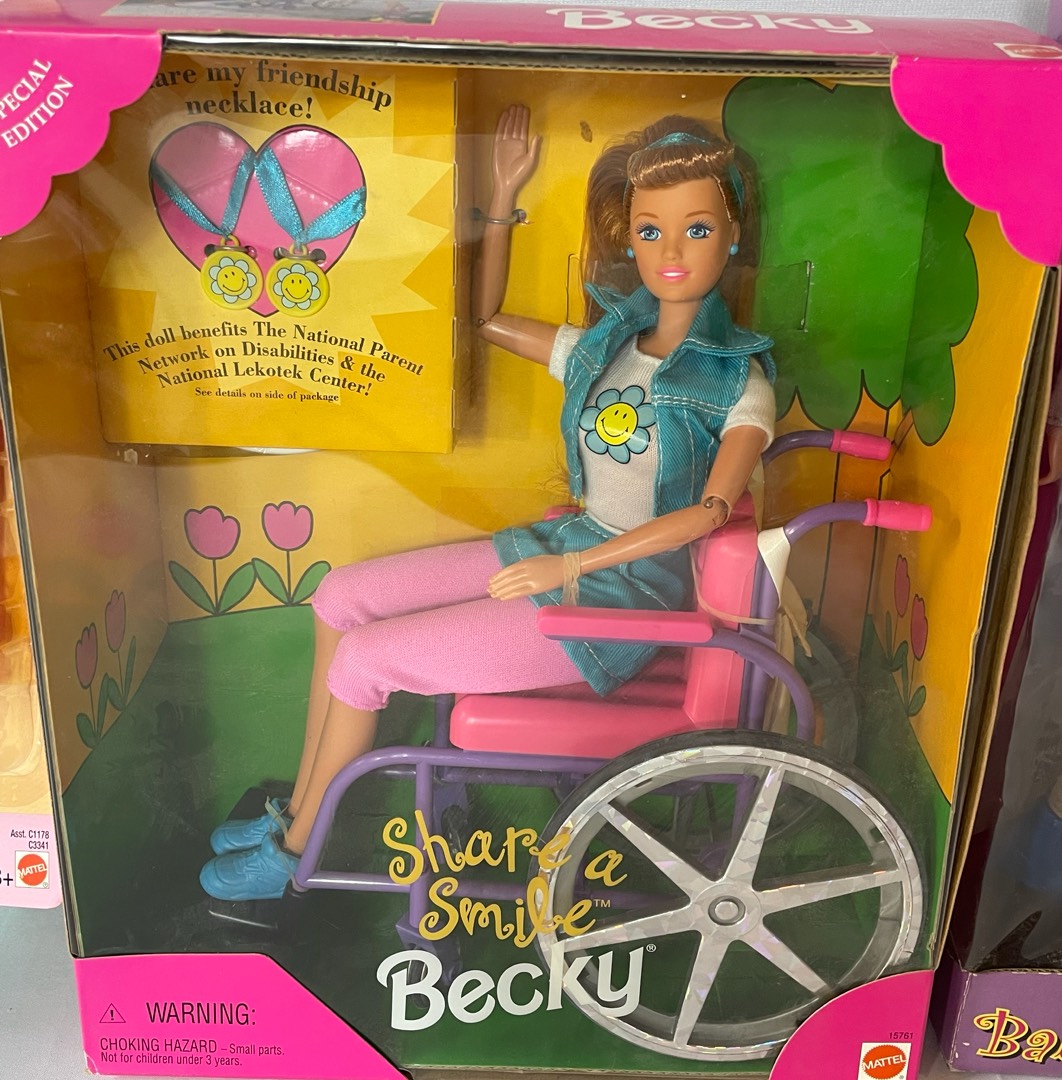 Becky
SPECIAL
EDITION
are my friendship
necklace!
This doll benefits The National Parent
Network on Disabilities & the
National Lekotek Center!
See details on side of package
Share a
Smile™
Becky®
⚠ WARNING:
CHOKING HAZARD – Small parts.
Not for children under 3 years.
15761
MATTEL
Asst. C1178
C3341
3+
MATTEL
Ba